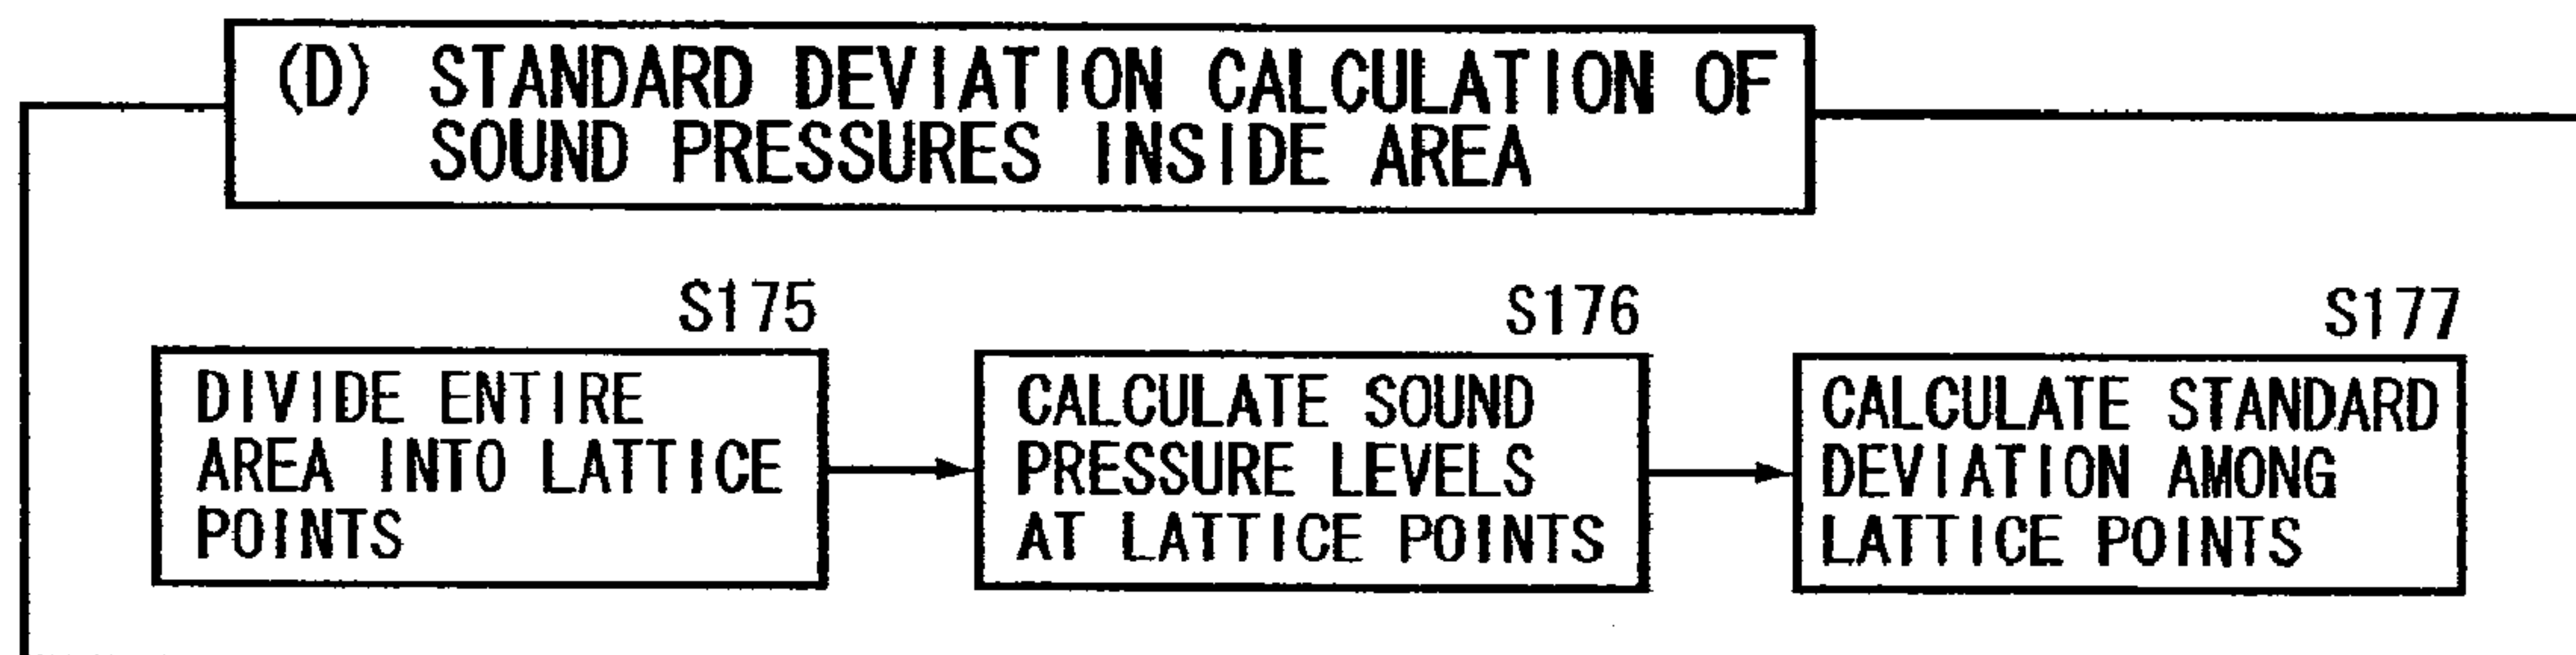 (D) STANDARD DEVIATION CALCULATION OF
SOUND PRESSURES INSIDE AREA
S175
DIVIDE ENTIRE
AREA INTO LATTICE
POINTS
S176
CALCULATE SOUND
PRESSURE LEVELS
AT LATTICE POINTS
S177
CALCULATE STANDARD
DEVIATION AMONG
LATTICE POINTS